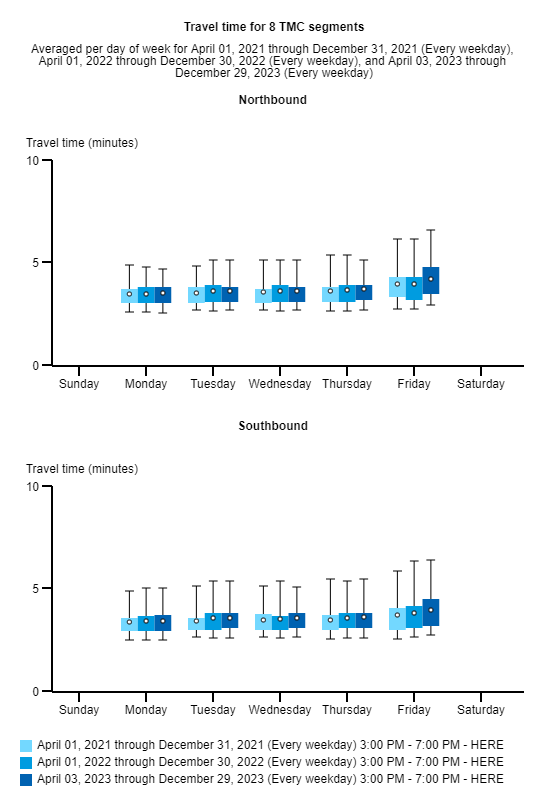 Travel time for 8 TMC segments
Averaged per day of week for April 01, 2021 through December 31, 2021 (Every weekday),
April 01, 2022 through December 30, 2022 (Every weekday), and April 03, 2023 through
December 29, 2023 (Every weekday)
Northbound
Travel time (minutes)
10
5
0
Sunday Monday Tuesday Wednesday Thursday Friday Saturday
Southbound
Travel time (minutes)
10
5
0
Sunday Monday Tuesday Wednesday Thursday Friday Saturday
April 01, 2021 through December 31, 2021 (Every weekday) 3:00 PM - 7:00 PM - HERE
April 01, 2022 through December 30, 2022 (Every weekday) 3:00 PM - 7:00 PM - HERE
April 03, 2023 through December 29, 2023 (Every weekday) 3:00 PM - 7:00 PM - HERE